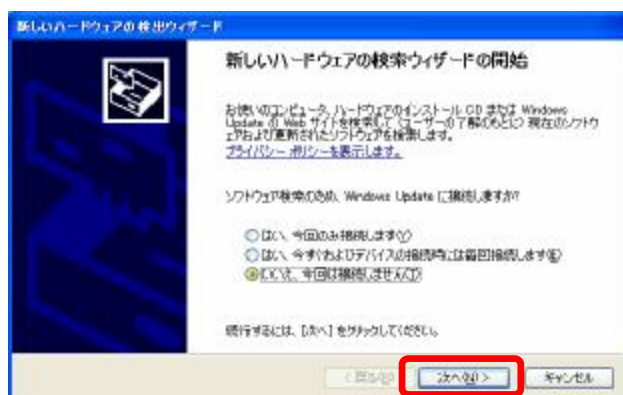 新しいハードウェアの検出ウィザード
新しいハードウェアの検索ウィザードの開始
お使いのコンピュータ、ハードウェアのインストール CD または Windows
Update の Web サイトを検索して (ユーザーの了解のもとに) 現在のソフトウ
ェアおよび更新されたソフトウェアを検索します。
プライバシー ポリシーを表示します。
ソフトウェア検索のため、Windows Update に接続しますか?
はい、今回のみ接続します(Y)
はい、今すぐおよびデバイスの接続時には毎回接続します(E)
いいえ、今回は接続しません(T)
続行するには、[次へ] をクリックしてください。
< 戻る(B)
次へ(N) >
キャンセル